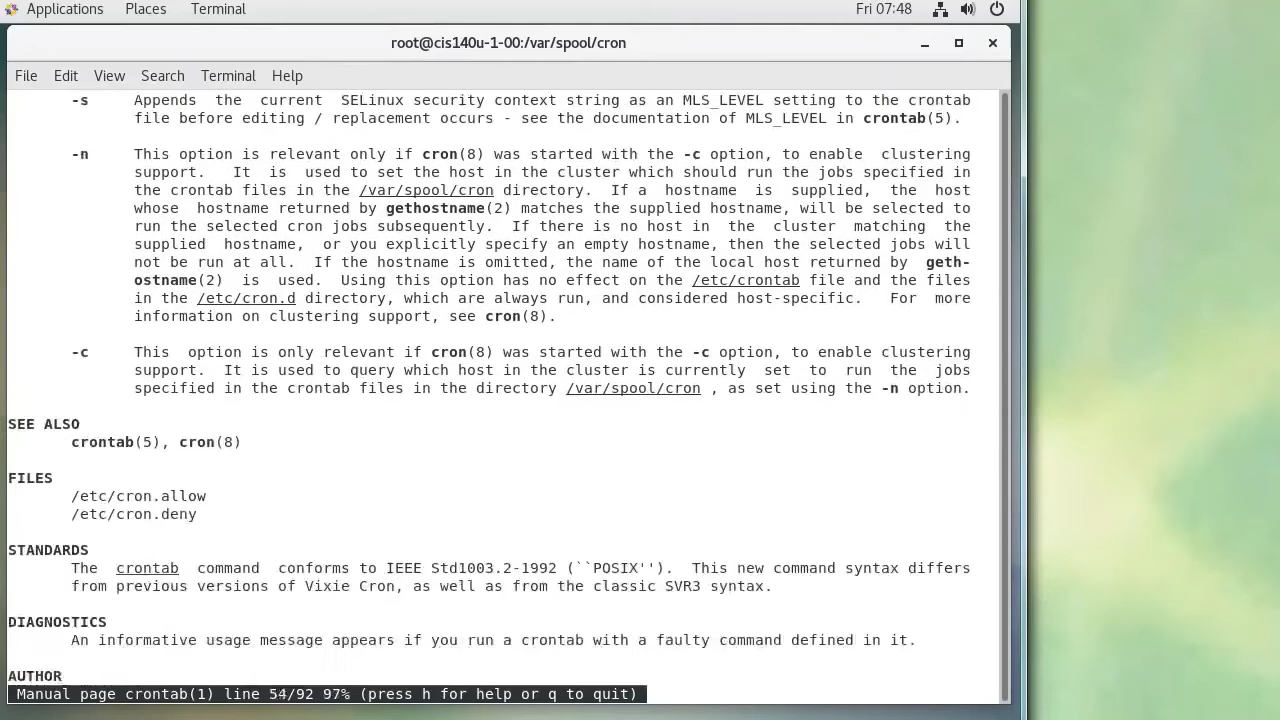 Applications Places Terminal Fri 07:48
root@cis140u-1-00:/var/spool/cron
File Edit View Search Terminal Help
-s Appends the current SELinux security context string as an MLS_LEVEL setting to the crontab
file before editing / replacement occurs - see the documentation of MLS_LEVEL in crontab(5).
-n This option is relevant only if cron(8) was started with the -c option, to enable clustering
support. It is used to set the host in the cluster which should run the jobs specified in
the crontab files in the /var/spool/cron directory. If a hostname is supplied, the host
whose hostname returned by gethostname(2) matches the supplied hostname, will be selected to
run the selected cron jobs subsequently. If there is no host in the cluster matching the
supplied hostname, or you explicitly specify an empty hostname, then the selected jobs will
not be run at all. If the hostname is omitted, the name of the local host returned by geth-
ostname(2) is used. Using this option has no effect on the /etc/crontab file and the files
in the /etc/cron.d directory, which are always run, and considered host-specific. For more
information on clustering support, see cron(8).
-c This option is only relevant if cron(8) was started with the -c option, to enable clustering
support. It is used to query which host in the cluster is currently set to run the jobs
specified in the crontab files in the directory /var/spool/cron , as set using the -n option.
SEE ALSO
crontab(5), cron(8)
FILES
/etc/cron.allow
/etc/cron.deny
STANDARDS
The crontab command conforms to IEEE Std1003.2-1992 (``POSIX''). This new command syntax differs
from previous versions of Vixie Cron, as well as from the classic SVR3 syntax.
DIAGNOSTICS
An informative usage message appears if you run a crontab with a faulty command defined in it.
AUTHOR
Manual page crontab(1) line 54/92 97% (press h for help or q to quit)